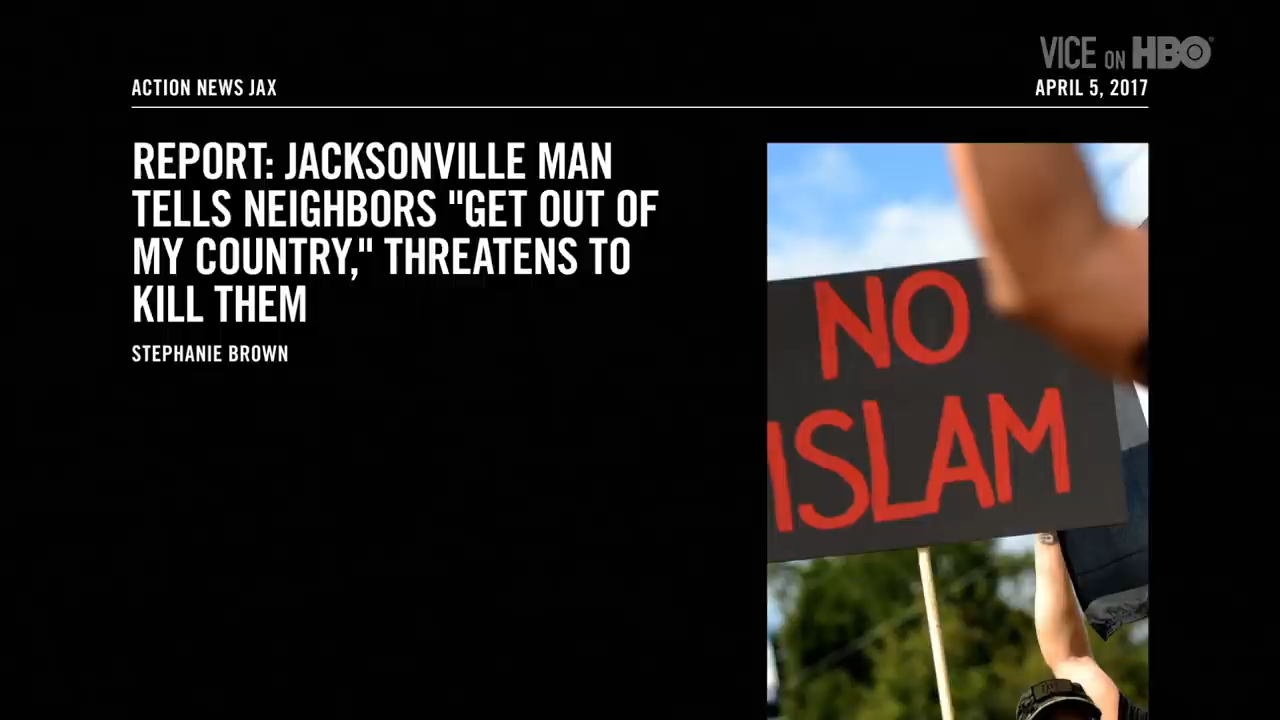 VICE ON HBO
ACTION NEWS JAX
APRIL 5, 2017
REPORT: JACKSONVILLE MAN
TELLS NEIGHBORS "GET OUT OF
MY COUNTRY," THREATENS TO
KILL THEM
STEPHANIE BROWN
NO
ISLAM